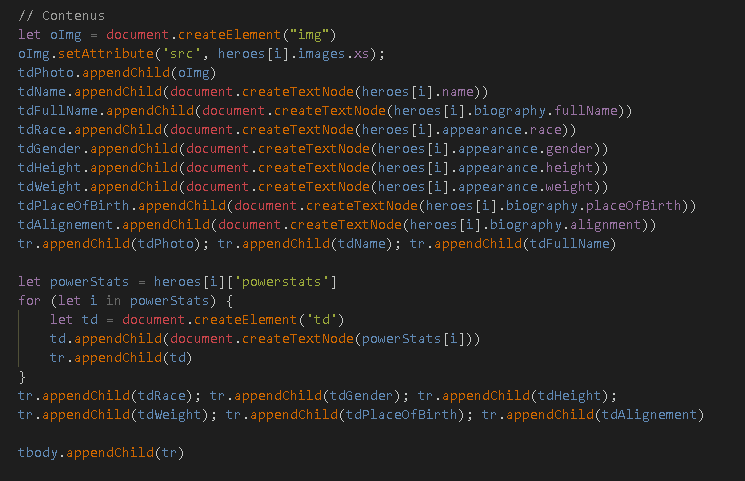 // Contenus
let oImg = document.createElement("img")
oImg.setAttribute('src', heroes[i].images.xs);
tdPhoto.appendChild(oImg)
tdName.appendChild(document.createTextNode(heroes[i].name))
tdFullName.appendChild(document.createTextNode(heroes[i].biography.fullName))
tdRace.appendChild(document.createTextNode(heroes[i].appearance.race))
tdGender.appendChild(document.createTextNode(heroes[i].appearance.gender))
tdHeight.appendChild(document.createTextNode(heroes[i].appearance.height))
tdWeight.appendChild(document.createTextNode(heroes[i].appearance.weight))
tdPlaceOfBirth.appendChild(document.createTextNode(heroes[i].biography.placeOfBirth))
tdAlignement.appendChild(document.createTextNode(heroes[i].biography.alignment))
tr.appendChild(tdPhoto); tr.appendChild(tdName); tr.appendChild(tdFullName)
let powerStats = heroes[i]['powerstats']
for (let i in powerStats) {
    let td = document.createElement('td')
    td.appendChild(document.createTextNode(powerStats[i]))
    tr.appendChild(td)
}
tr.appendChild(tdRace); tr.appendChild(tdGender); tr.appendChild(tdHeight);
tr.appendChild(tdWeight); tr.appendChild(tdPlaceOfBirth); tr.appendChild(tdAlignement)
tbody.appendChild(tr)